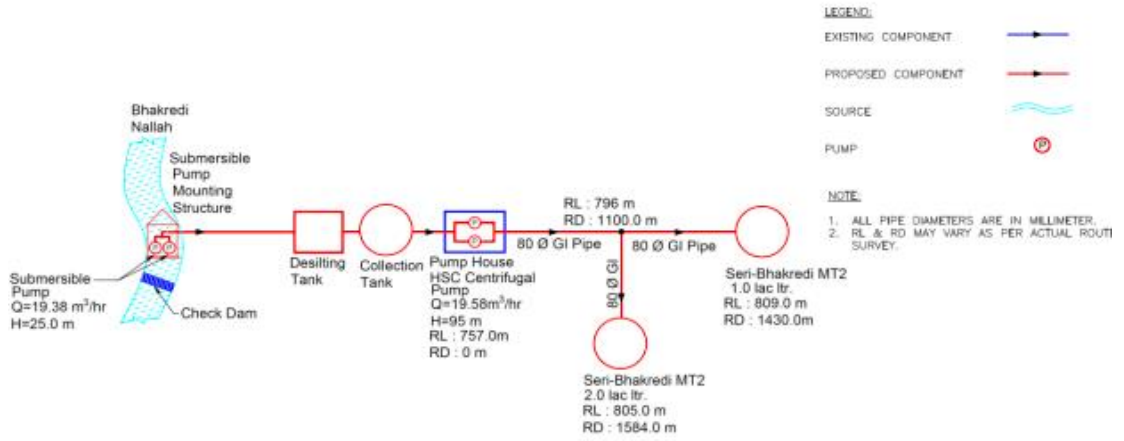 LEGEND:
EXISTING COMPONENT
PROPOSED COMPONENT
SOURCE
PUMP
P
NOTE:
1. ALL PIPE DIAMETERS ARE IN MILLIMETER.
2. RL & RD MAY VARY AS PER ACTUAL ROUTI
SURVEY.
Bhakredi
Nallah
Submersible
Pump
Mounting
Structure
P P
Submersible
Pump
Q=19.38 m³/hr
H=25.0 m
Check Dam
Desilting
Tank
Collection
Tank
P
P
Pump House
HSC Centrifugal
Pump
Q=19.58m³/hr
H=95 m
RL : 757.0m
RD : 0 m
80 Ø GI Pipe
RL : 796 m
RD : 1100.0 m
80 Ø GI Pipe
80 Ø GI
Seri-Bhakredi MT2
1.0 lac ltr.
RL : 809.0 m
RD : 1430.0m
Seri-Bhakredi MT2
2.0 lac ltr.
RL : 805.0 m
RD : 1584.0 m